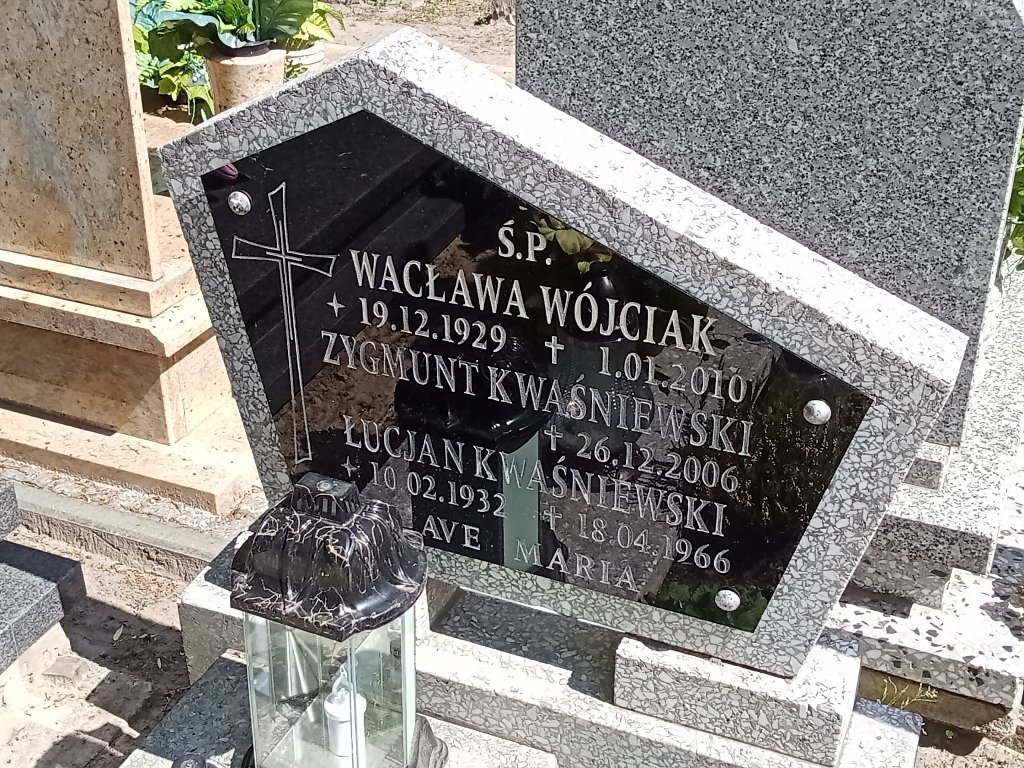 Ś.P.
WACŁAWA WÓJCIAK
+ 19.12.1929 ✝ 1.01.2010
ZYGMUNT KWAŚNIEWSKI
✝ 26.12.2006
ŁUCJAN KWAŚNIEWSKI
+ 10 02.1932 ✝ 18.04.1966
AVE MARIA